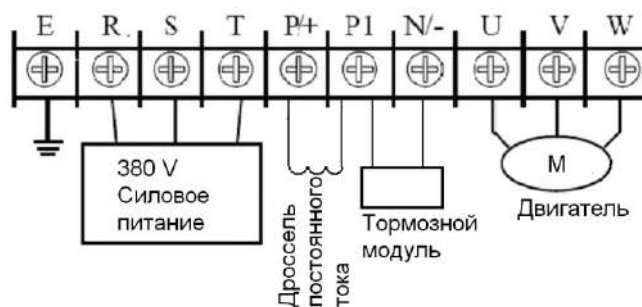 E R. S T P/+ P1 N/- U V W
380 V
Силовое
питание
Дроссель
постоянного
тока
Тормозной
модуль
М
Двигатель